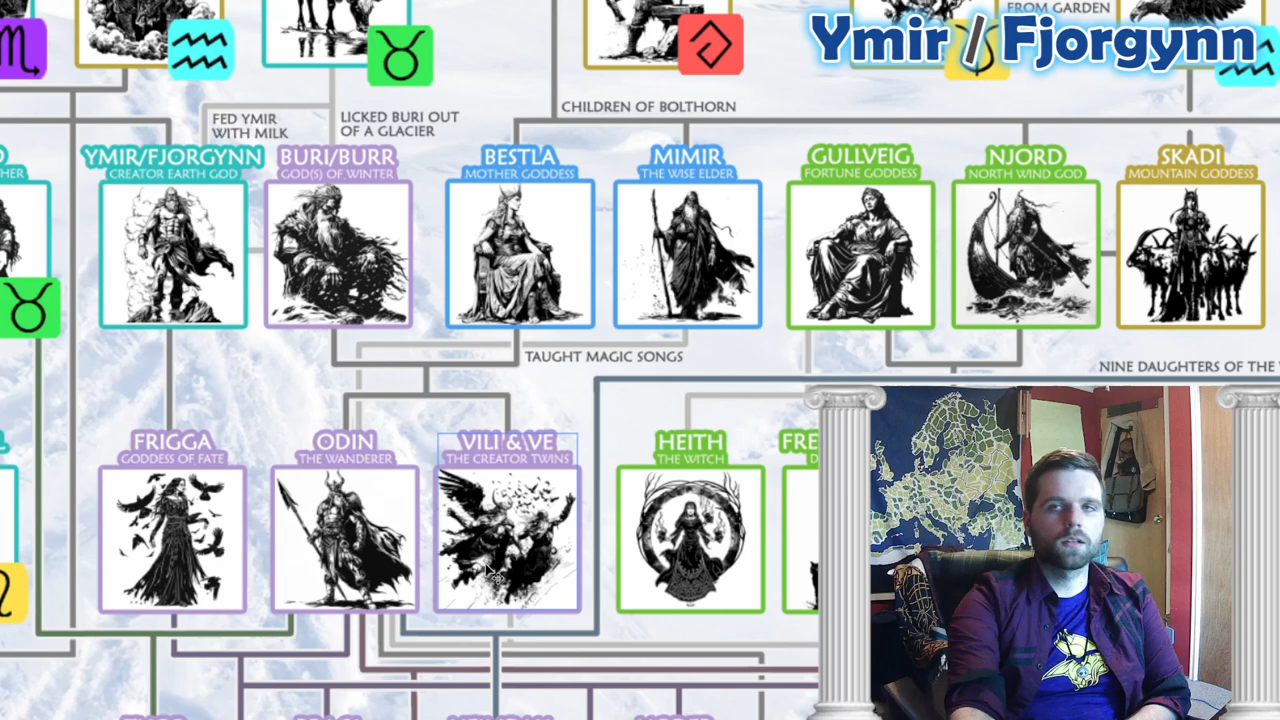 FROM GARDEN
Ymir / Fjorgynn
CHILDREN OF BOLTHORN
FED YMIR
WITH MILK
LICKED BURI OUT
OF A GLACIER
YMIR/FJORGYNN
CREATOR EARTH GOD
BURI/BURR
GOD(S) OF WINTER
BESTLA
MOTHER GODDESS
MIMIR
THE WISE ELDER
GULLVEIG
FORTUNE GODDESS
NJORD
NORTH WIND GOD
SKADI
MOUNTAIN GODDESS
TAUGHT MAGIC SONGS
NINE DAUGHTERS OF THE
FRIGGA
GODDESS OF FATE
ODIN
THE WANDERER
VILI & VE
THE CREATOR TWINS
HEITH
THE WITCH